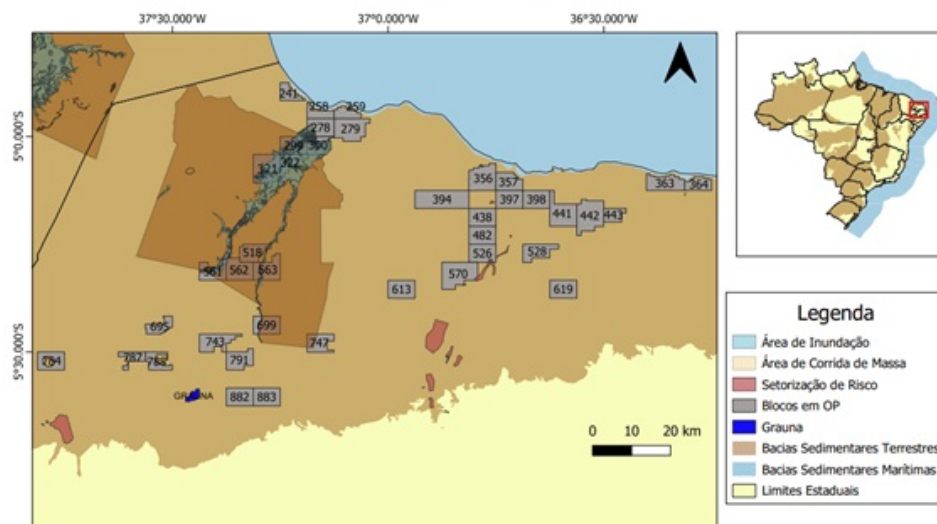 37°30.000'W 37°0.000'W 36°30.000'W
241
258 259
278 279
299 300
321 322
356 357
363 364
394 397 398
438 441 442 443
482
518 526 528
561 562 563 570
613 619
695 699
743 747
784 787 788 791
GRAUNA 882 883
5°0.000'S
5°30.000'S
0 10 20 km
Legenda
Área de Inundação
Área de Corrida de Massa
Setorização de Risco
Blocos em OP
Grauna
Bacias Sedimentares Terrestres
Bacias Sedimentares Marítimas
Limites Estaduais